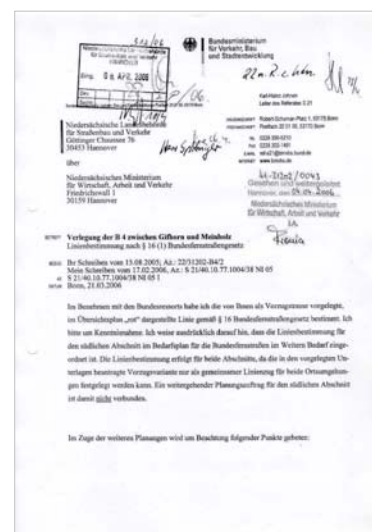 Bundesministerium
für Verkehr, Bau
und Stadtentwicklung
Eing. 06. APR. 2006
Karl-Heinz
Leiter des Referates S 21
Robert-Schuman-Platz 1, 53175 Bonn
Postfach 20 01 00, 53170 Bonn
Niedersächsische Landesbehörde
für Straßenbau und Verkehr
Göttinger Chaussee 76
30453 Hannover
über
Niedersächsisches Ministerium
für Wirtschaft, Arbeit und Verkehr
Friedrichswall 1
30159 Hannover
Gesehen und weitergeleitet
Hannover, den 04.04.2006
Niedersächsisches Ministerium
für Wirtschaft, Arbeit und Verkehr
Verlegung der B 4 zwischen Gifhorn und Meinholz
Linienbestimmung nach § 16 (1) Bundesfernstraßengesetz
Ihr Schreiben vom 15.08.2005; Az.: 22/31202-B4/2
Mein Schreiben vom 17.02.2006, Az.: S 21/40.10.77.1004/38 NI 05
S 21/40.10.77.1004/38 NI 05 I
Bonn, 21.03.2006
Im Benehmen mit den Bundesressorts habe ich die von Ihnen als Vorzugstrasse vorgelegte,
im Übersichtsplan „rot“ dargestellte Linie gemäß § 16 Bundesfernstraßengesetz bestimmt. Ich
bitte um Kenntnisnahme. Ich weise ausdrücklich darauf hin, dass die Linienbestimmung für
den südlichen Abschnitt im Bedarfsplan für die Bundesfernstraßen im Weitern Bedarf einge-
ordnet ist. Die Linienbestimmung erfolgt für beide Abschnitte, da die in den vorgelegten Un-
terlagen beantragte Vorzugsvariante nur als gemeinsamer Linienzug für beide Ortsumgehun-
gen festgelegt werden kann. Ein weitergehender Planungsauftrag für den südlichen Abschnitt
ist damit nicht verbunden.
Im Zuge der weiteren Planungen wird um Beachtung folgender Punkte gebeten: